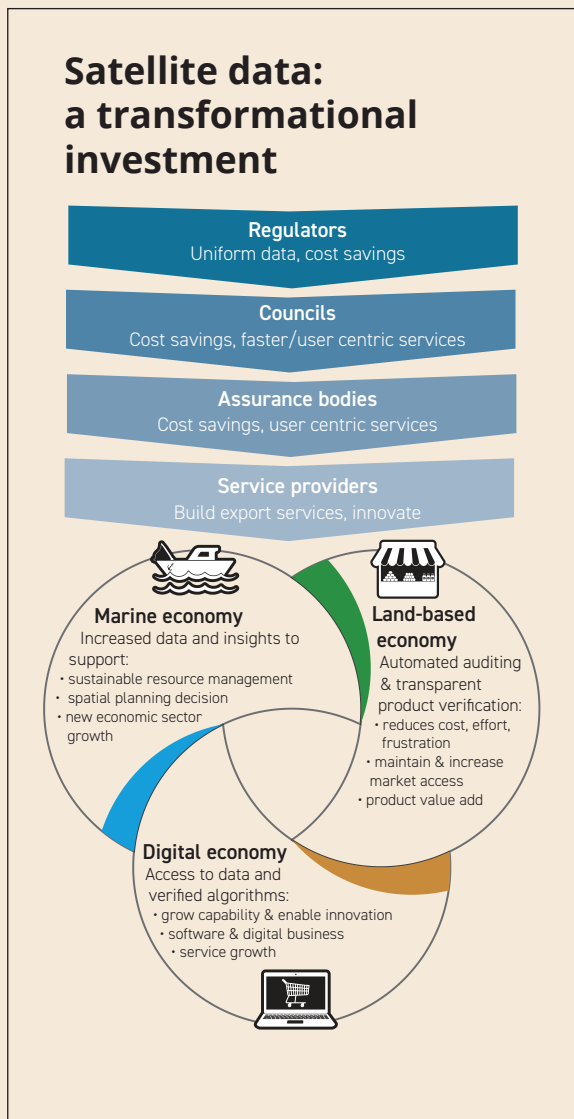 Satellite data:
a transformational
investment
Regulators
Uniform data, cost savings
Councils
Cost savings, faster/user centric services
Assurance bodies
Cost savings, user centric services
Service providers
Build export services, innovate
Marine economy
Increased data and insights to
support:
• sustainable resource management
• spatial planning decision
• new economic sector
growth
Land-based
economy
Automated auditing
& transparent
product verification:
• reduces cost, effort,
frustration
• maintain & increase
market access
• product value add
Digital economy
Access to data and
verified algorithms:
• grow capability & enable innovation
• software & digital business
• service growth